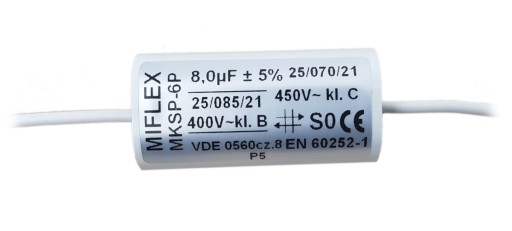 MIFLEX
MKSP-6P
8,0µF ± 5% 25/070/21
25/085/21 450V~ kl. C
400V~kl. B S0 CE
VDE 0560cz.8 EN 60252-1
P5